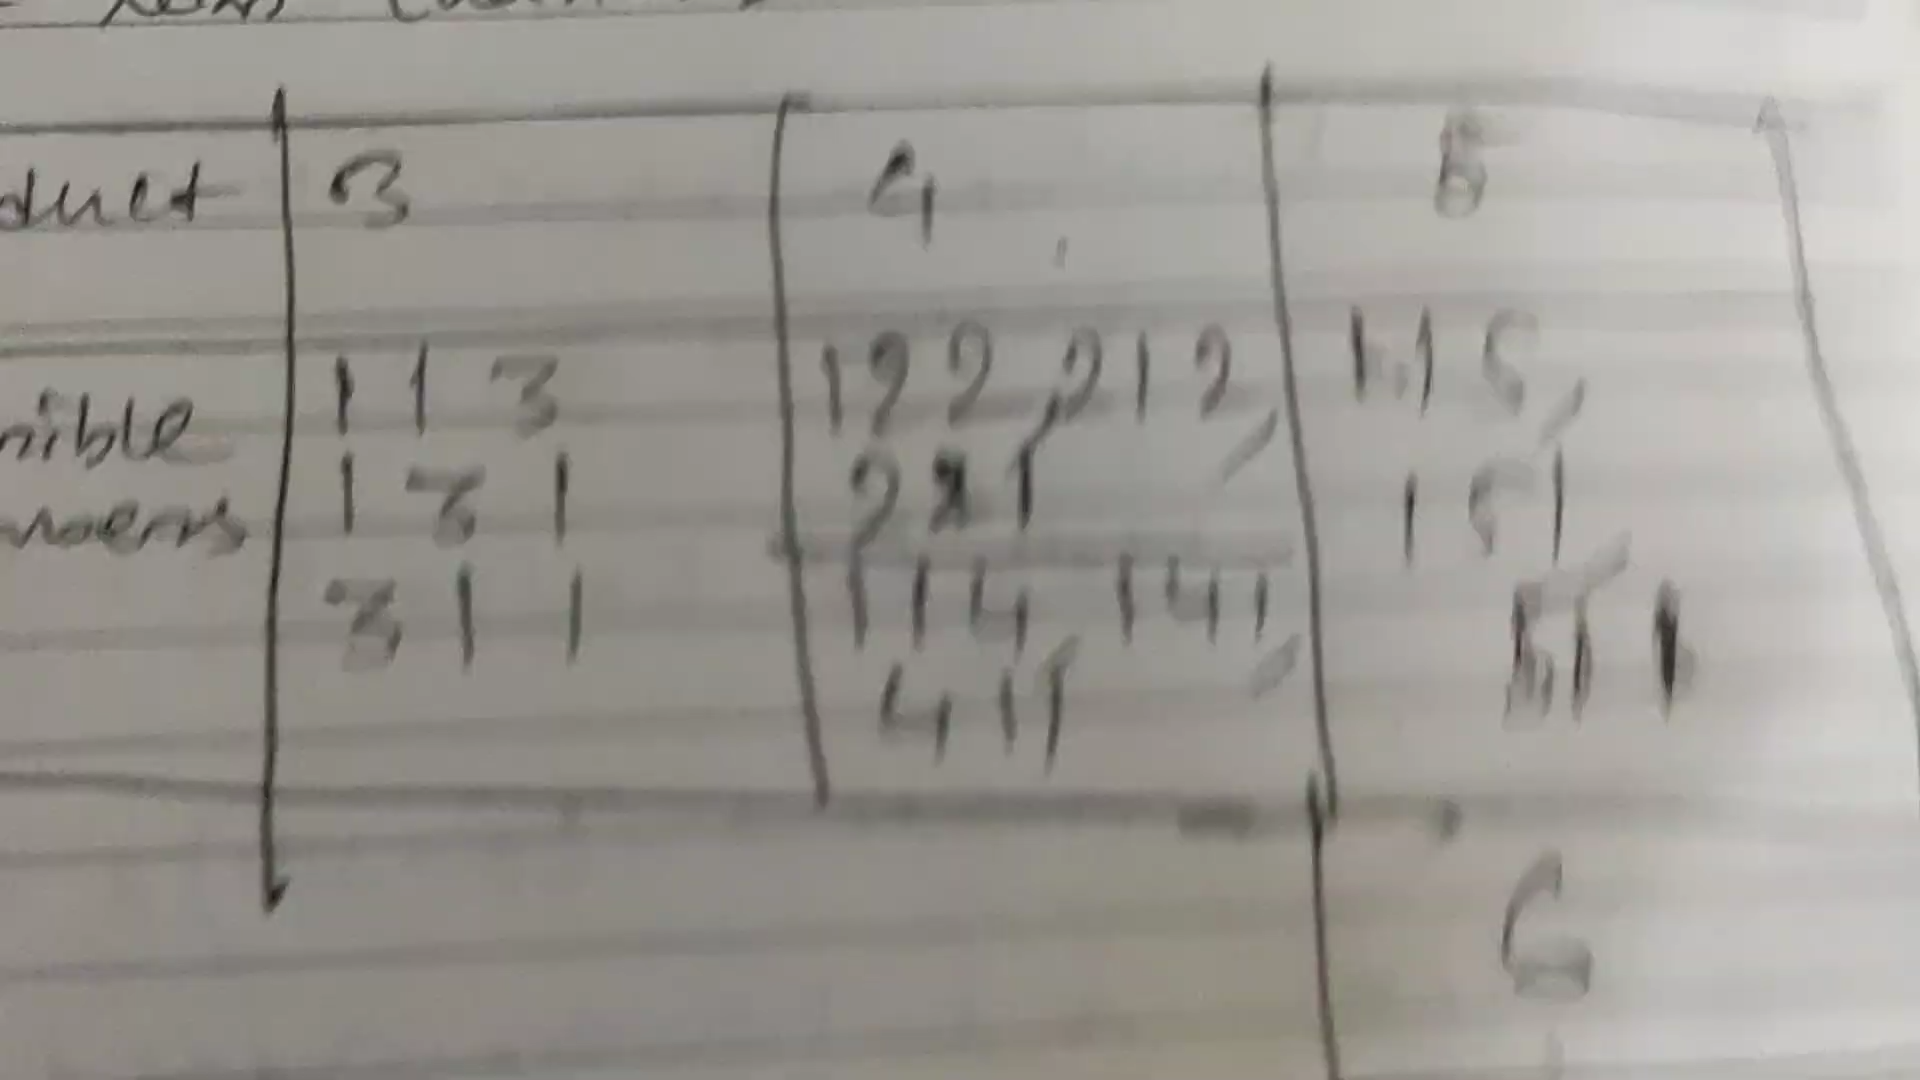 duct 3 4 5
1 1 3 1 2 2, 2 1 2, 1 1 5,
nible 1 3 1 2 2 1 1 5 1,
3 1 1 1 1 4, 1 4 1, 5 1 1
4 1 1
6